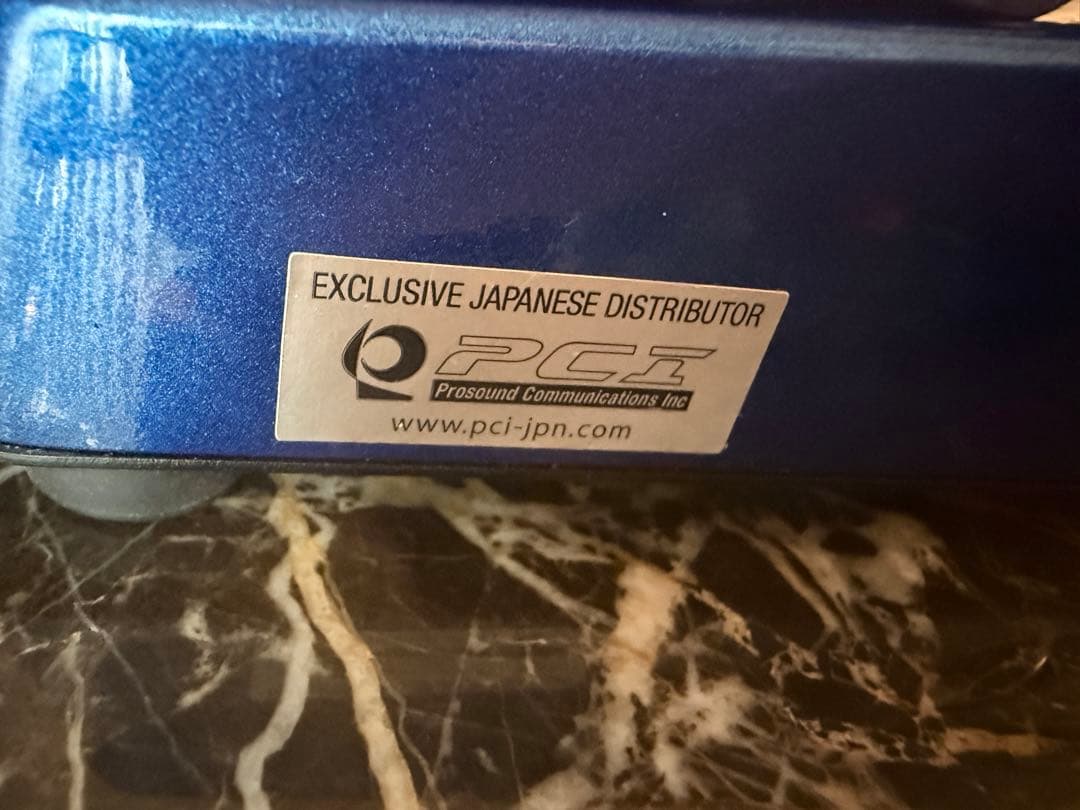 EXCLUSIVE JAPANESE DISTRIBUTOR
PCI
Prosound Communications Inc
www.pci-jpn.com